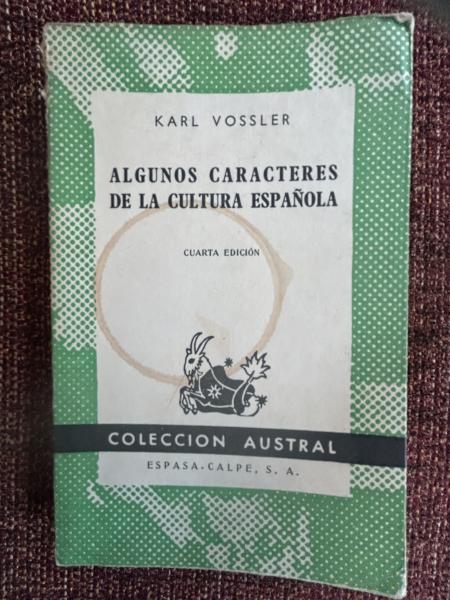 KARL VOSSLER
ALGUNOS CARACTERES
DE LA CULTURA ESPAÑOLA
CUARTA EDICIÓN
COLECCION AUSTRAL
ESPASA-CALPE, S. A.